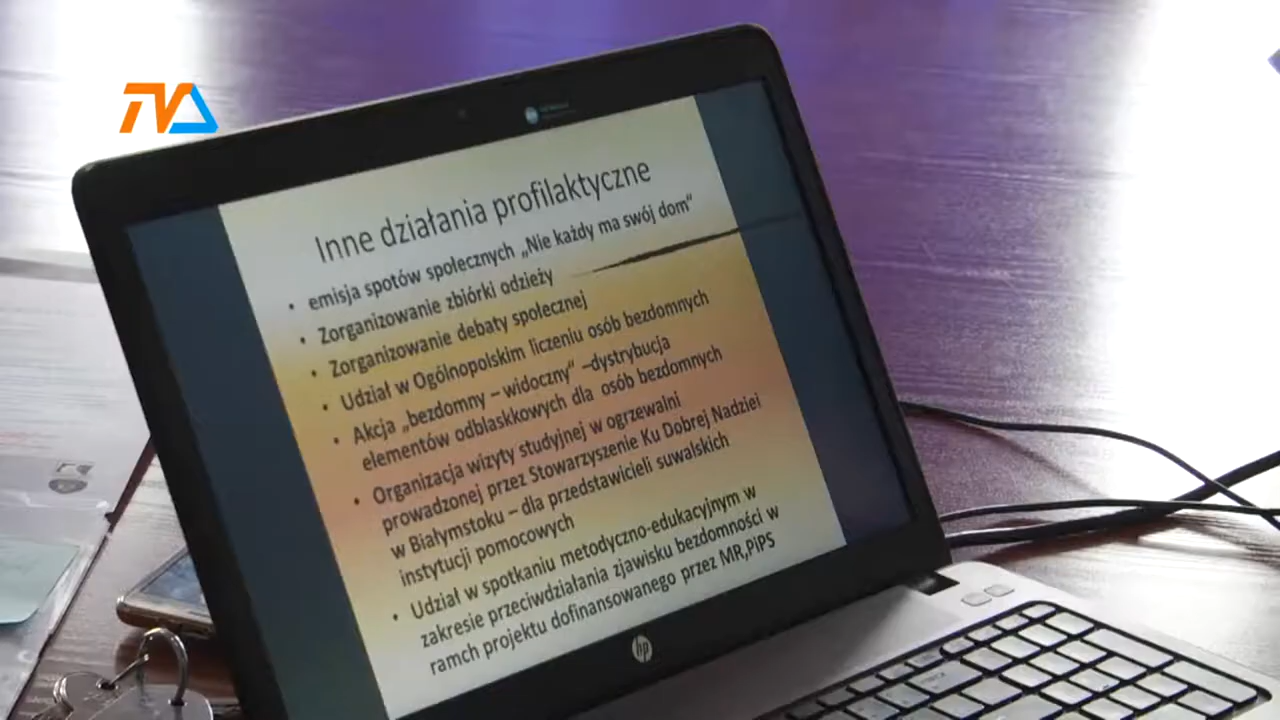 TVA
Inne działania profilaktyczne
• emisja spotów społecznych „Nie każdy ma swój dom“
• Zorganizowanie zbiórki odzieży
• Zorganizowanie debaty społecznej
• Udział w Ogólnopolskim liczeniu osób bezdomnych
• Akcja „bezdomny – widoczny“ –dystrybucja
elementów odblaskkowych dla osób bezdomnych
• Organizacja wizyty studyjnej w ogrzewalni
prowadzonej przez Stowarzyszenie Ku Dobrej Nadziei
w Białymstoku – dla przedstawicieli suwalskich
instytucji pomocowych
• Udział w spotkaniu metodyczno-edukacyjnym w
zakresie przeciwdziałania zjawisku bezdomności w
ramch projektu dofinansowanego przez MR,PiPS
hp